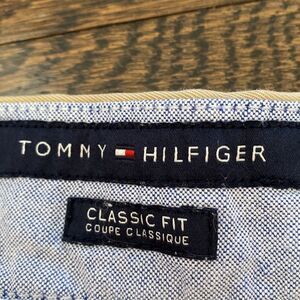 TOMMY HILFIGER
CLASSIC FIT
COUPE CLASSIQUE